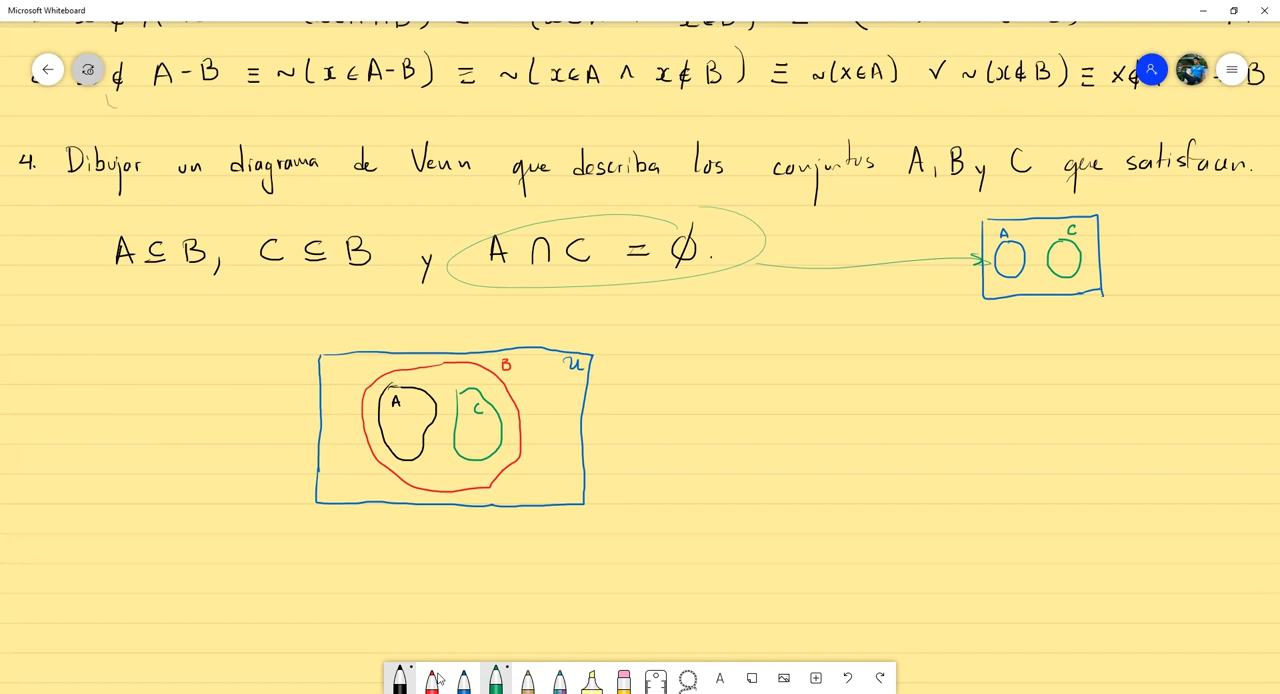 Microsoft Whiteboard
A - B ≡ ~(x ∈ A-B) ≡ ~(x∈A ∧ x∉B) ≡ ~(x∈A) ∨ ~(x∉B) ≡ x∉ B
4. Dibujar un diagrama de Venn que describa los conjuntos A, B y C que satisfacen.
A ⊆ B, C ⊆ B y A ∩ C = ∅.
A C
B U
A C
A